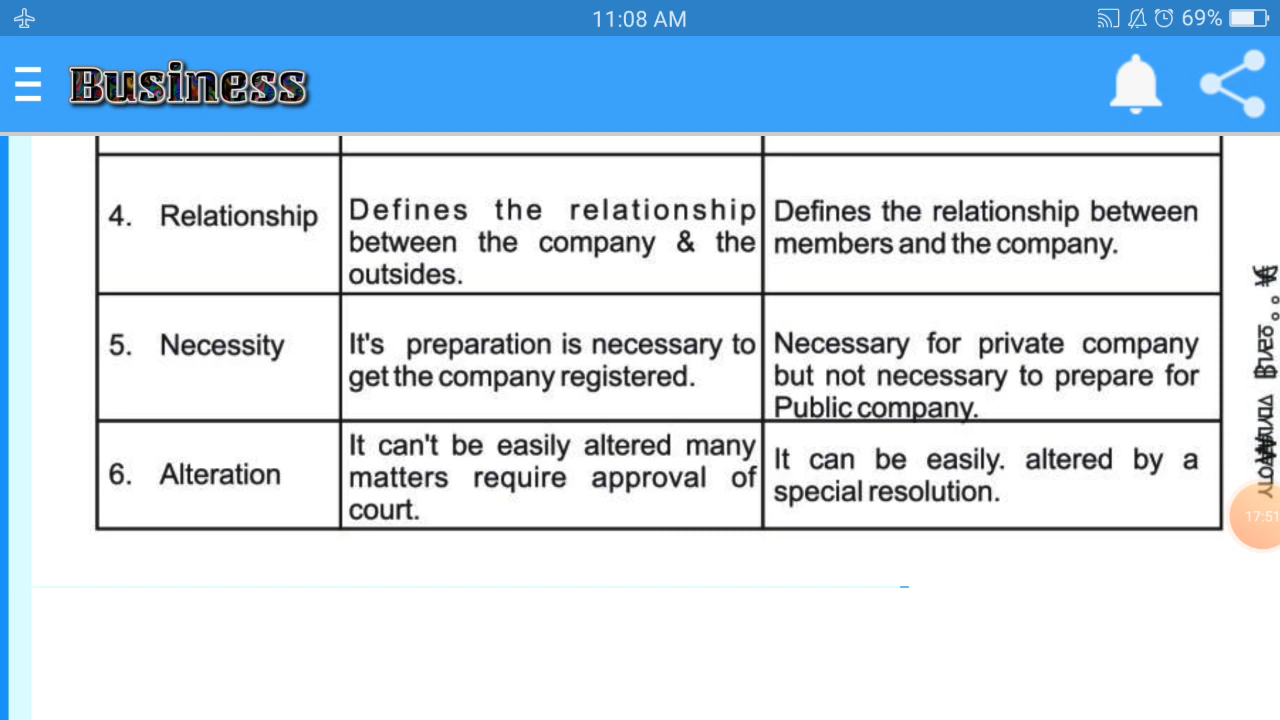 11:08 AM
69%
Business
4. Relationship
Defines the relationship
between the company & the
outsides.
Defines the relationship between
members and the company.
5. Necessity
It's preparation is necessary to
get the company registered.
Necessary for private company
but not necessary to prepare for
Public company.
6. Alteration
It can't be easily altered many
matters require approval of
court.
It can be easily. altered by a
special resolution.
17:51